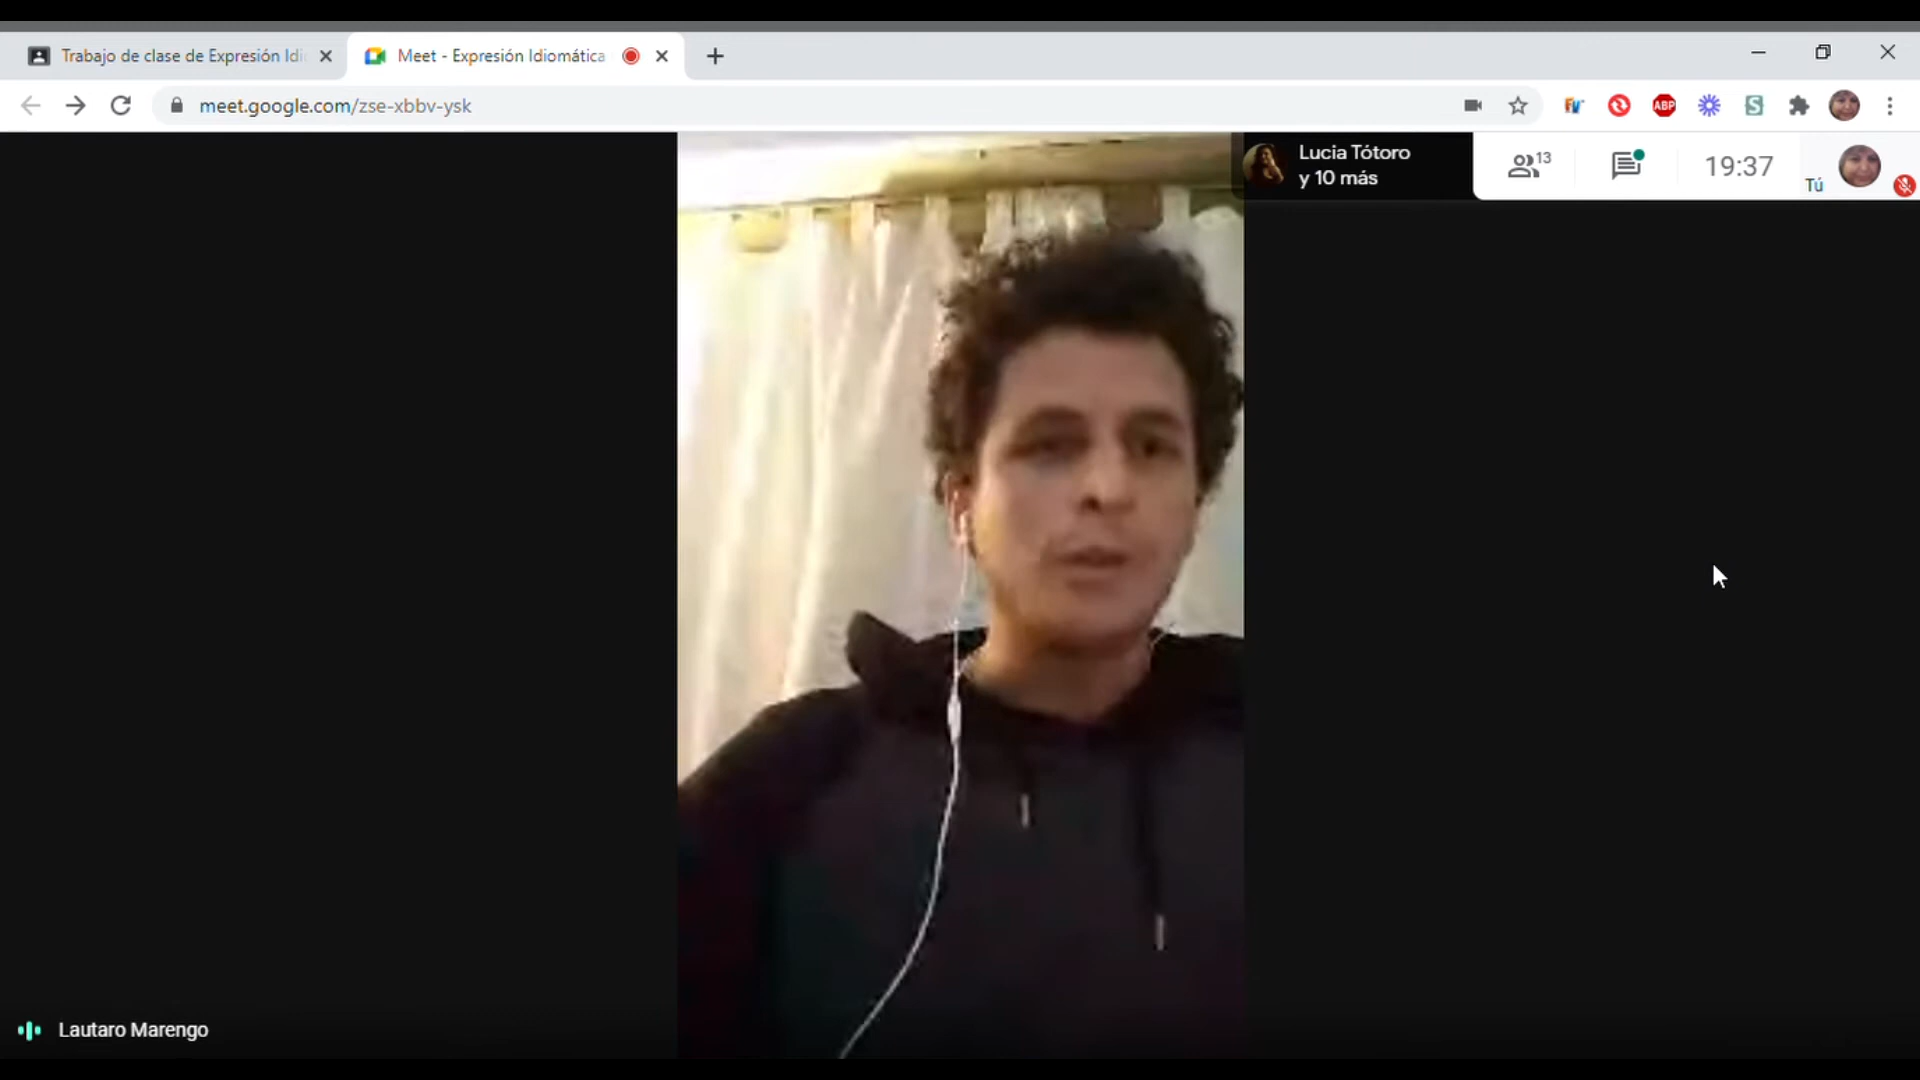 Trabajo de clase de Expresión Idi
Meet - Expresión Idiomática
meet.google.com/zse-xbbv-ysk
ABP
S
Lucia Tótoro
y 10 más
13
19:37
Tú
Lautaro Marengo